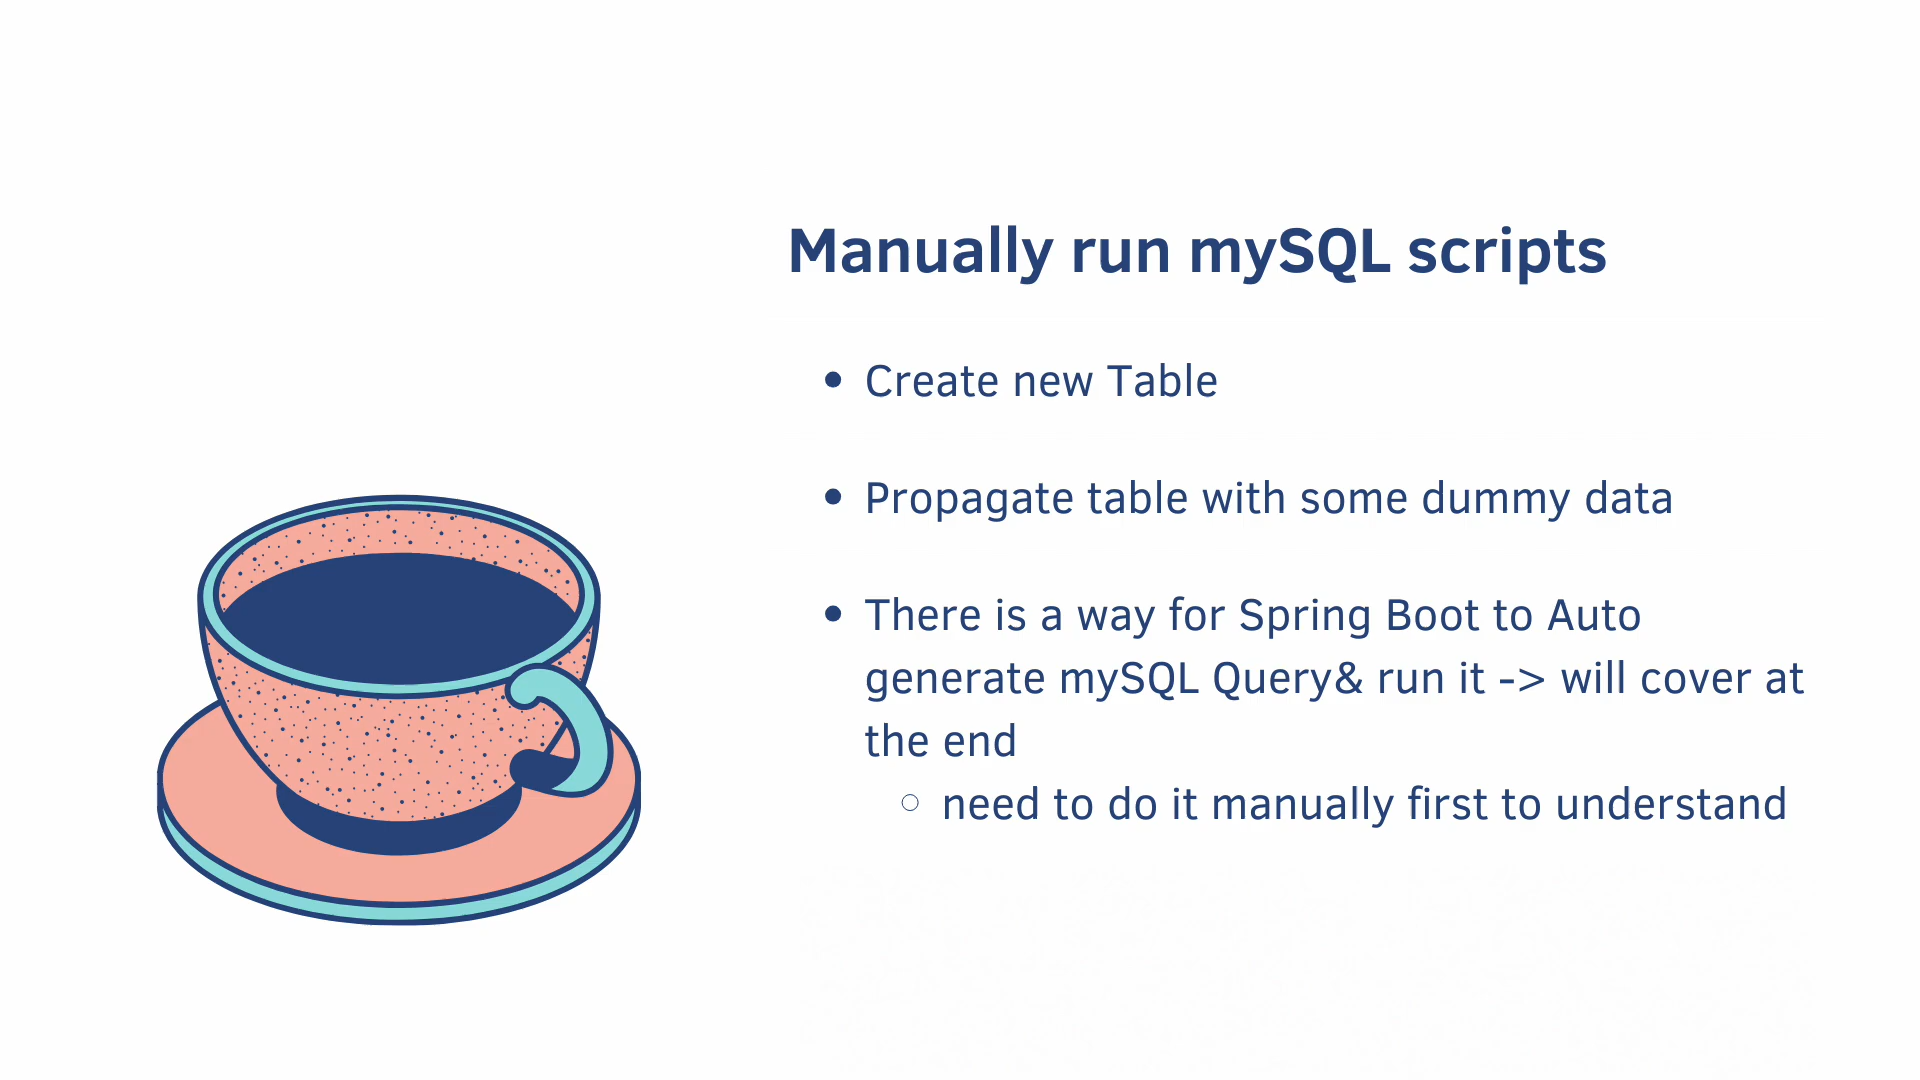 Manually run mySQL scripts
• Create new Table
• Propagate table with some dummy data
• There is a way for Spring Boot to Auto
generate mySQL Query& run it -> will cover at
the end
○ need to do it manually first to understand